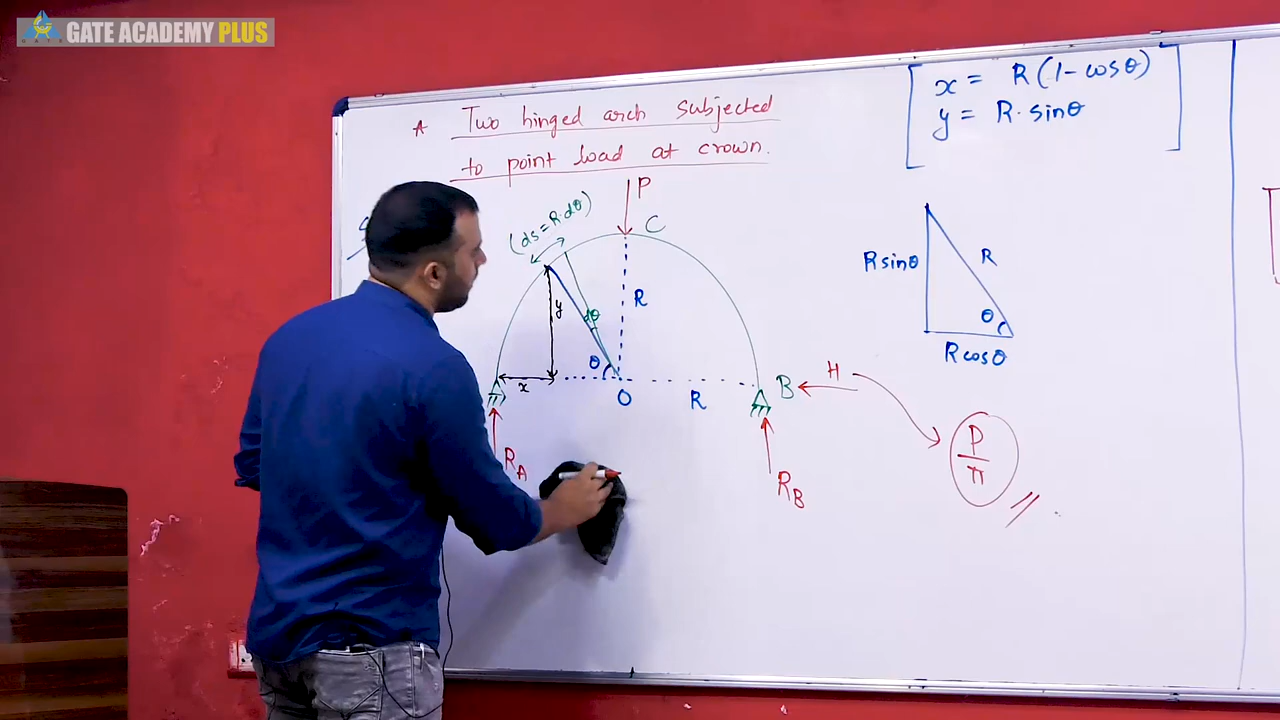 GATE ACADEMY PLUS
GATE
A Two hinged arch subjected
to point load at crown.
x = R(1-cosθ)
y = R·sinθ
P
(ds=R·dθ)
C
R
y
dθ
θ
x
O
R
B
H
R_A
R_B
P/π
R sinθ
R
θ
R cosθ